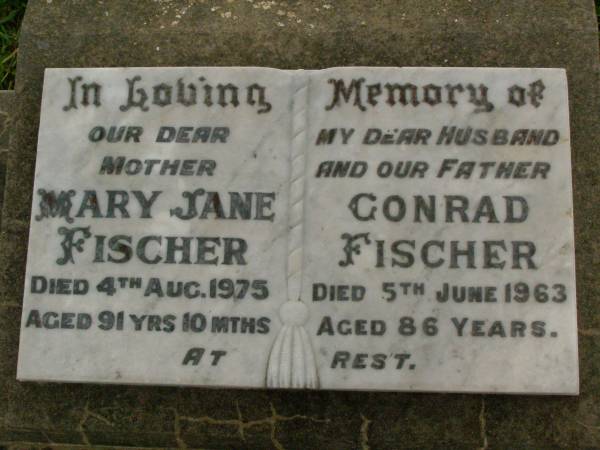 In Loving Memory of
OUR DEAR
MOTHER
MARY JANE
FISCHER
DIED 4TH AUG. 1975
AGED 91 YRS 10 MTHS
MY DEAR HUSBAND
AND OUR FATHER
CONRAD
FISCHER
DIED 5TH JUNE 1963
AGED 86 YEARS.
AT REST.